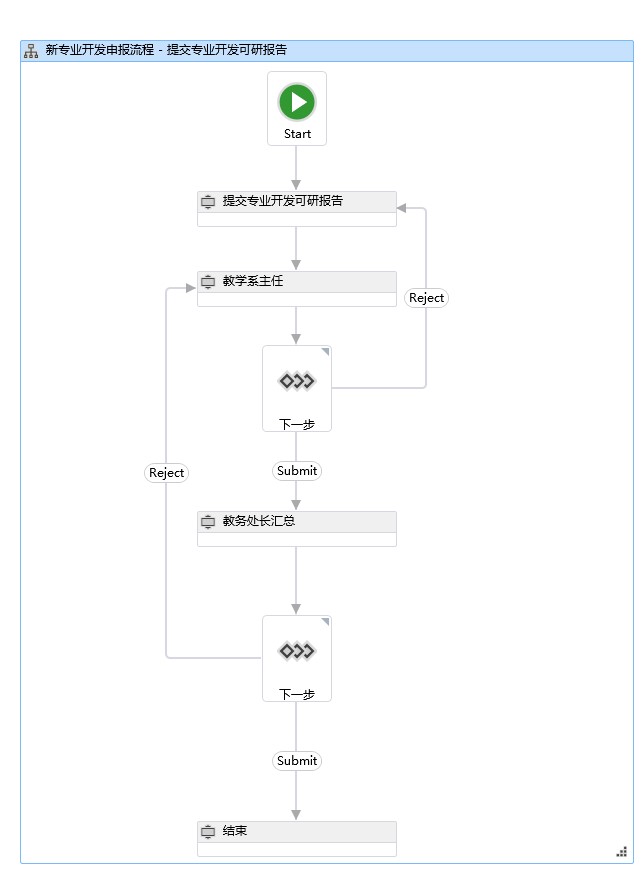 新专业开发申报流程 - 提交专业开发可研报告
Start
提交专业开发可研报告
教学系主任
Reject
下一步
Submit
Reject
教务处长汇总
下一步
Submit
结束